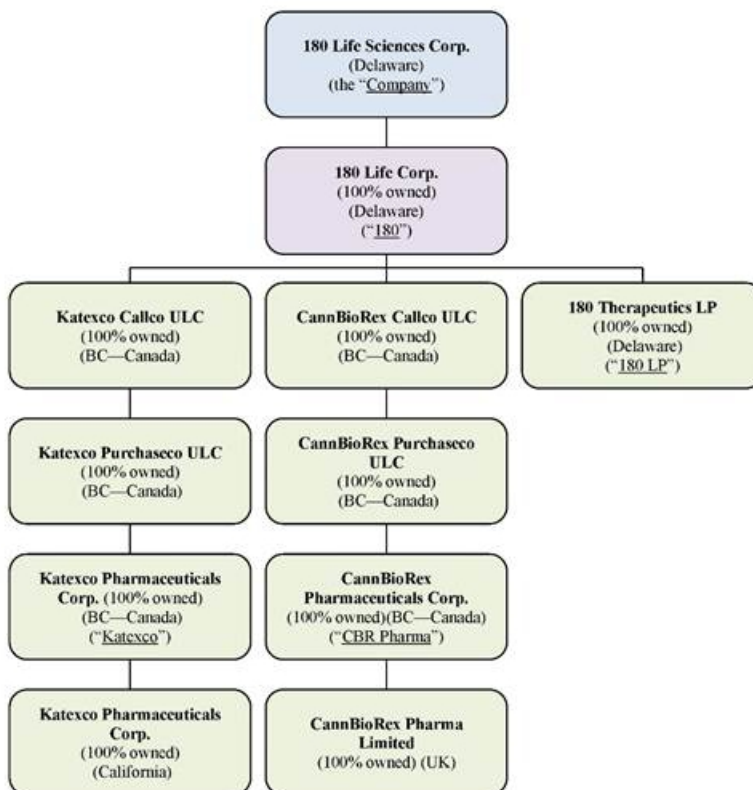 180 Life Sciences Corp.
(Delaware)
(the “Company”)
180 Life Corp.
(100% owned)
(Delaware)
(“180”)
Katexco Callco ULC
(100% owned)
(BC—Canada)
CannBioRex Callco ULC
(100% owned)
(BC—Canada)
180 Therapeutics LP
(100% owned)
(Delaware)
(“180 LP”)
Katexco Purchaseco ULC
(100% owned)
(BC—Canada)
CannBioRex Purchaseco
ULC
(100% owned)
(BC—Canada)
Katexco Pharmaceuticals
Corp. (100% owned)
(BC—Canada)
(“Katexco”)
CannBioRex
Pharmaceuticals Corp.
(100% owned)(BC—Canada)
(“CBR Pharma”)
Katexco Pharmaceuticals
Corp.
(100% owned)
(California)
CannBioRex Pharma
Limited
(100% owned) (UK)